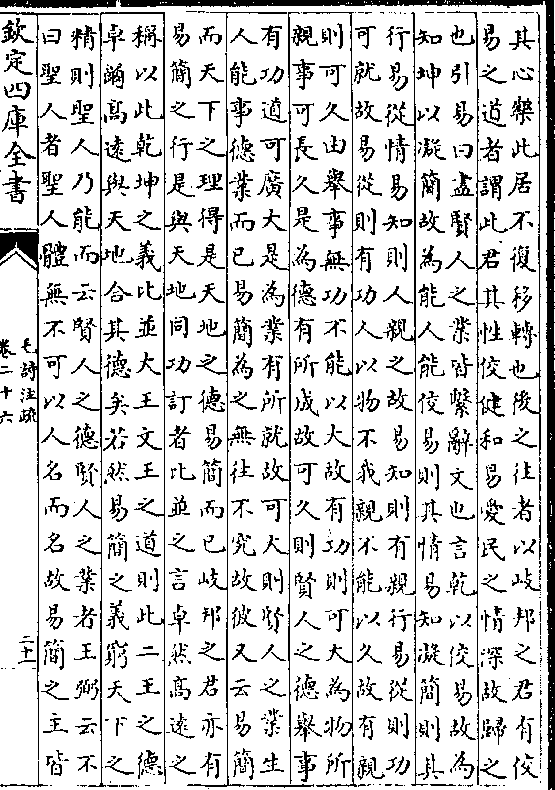 其心樂此居不復移轉也後之往者以岐邦之君有佼
易之道者謂此君其性佼健和易愛民之情深故歸之
也引易曰盡賢人之業皆繫辭文也言乾以佼易故為
知坤以凝簡故為能人能佼易則其情易知凝簡則其
行易從情易知則人親之故易知則有親行易從則功
可就故易從則有功人以物不我親不能以久故有親
則可久由舉事無功不能以大故有功則可大為物所
親事可長久是為德有所成故可久則賢人之德舉事
有功道可廣大是為業有所就故可大則賢人之業生
人能事德業而已易簡為之無往不究故彼又云易簡
而天下之理得是天地之德易簡而已岐邦之君亦有
易簡之行是與天地同功訂者比並之言卓然高遠之
稱以此乾坤之義比並大王文王之道則此二王之德
卓爾高遠與天地合其德矣若然易簡之義窮天下之
精則聖人乃能而云賢人之德賢人之業者王弼云不
曰聖人者聖人體無不可以人名而名故易簡之主皆
欽定四庫全書
毛詩注疏
卷二十六
二十一